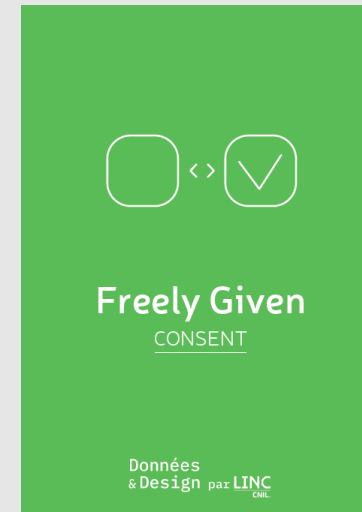 Freely Given
CONSENT
Données
& Design par LINC
CNIL.